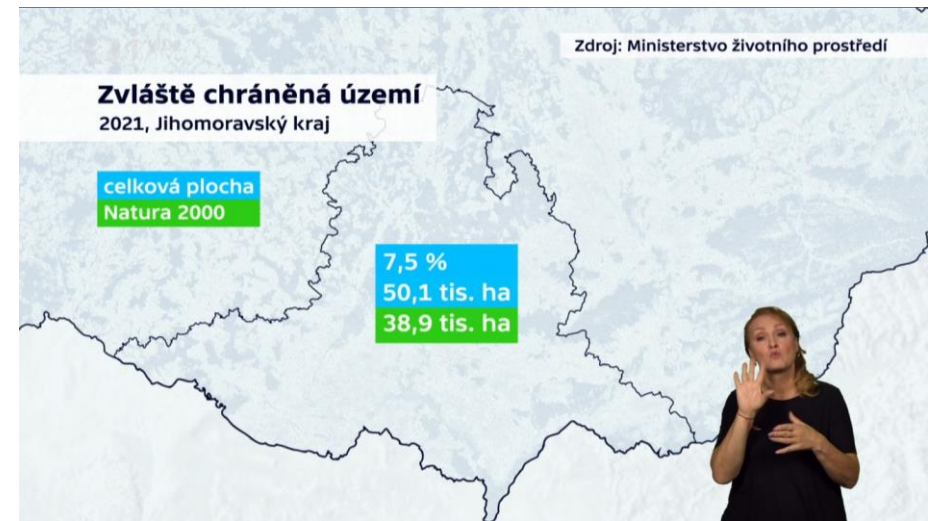 Zdroj: Ministerstvo životního prostředí
Zvláště chráněná území
2021, Jihomoravský kraj
celková plocha
Natura 2000
7,5 %
50,1 tis. ha
38,9 tis. ha